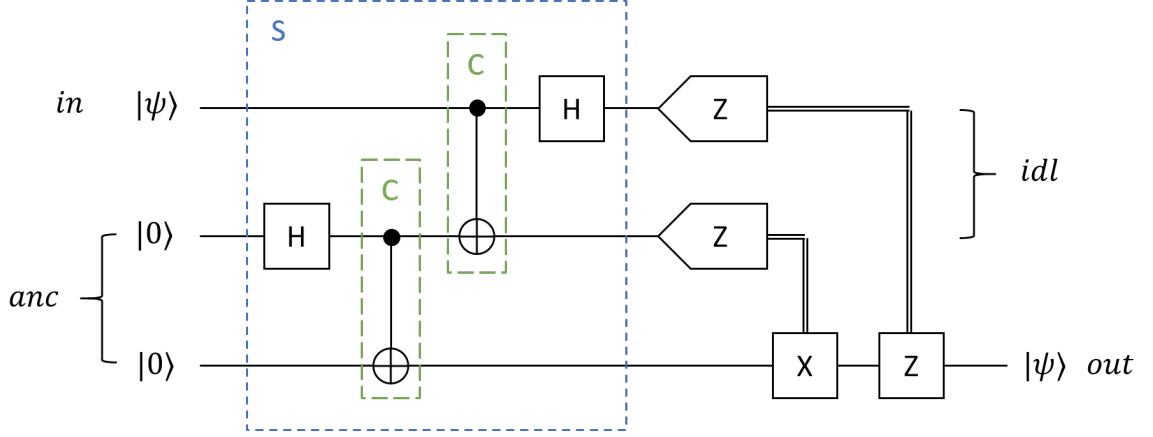 S
C
in |ψ⟩ H Z
idl
C
|0⟩ H Z
anc
|0⟩ X Z |ψ⟩ out